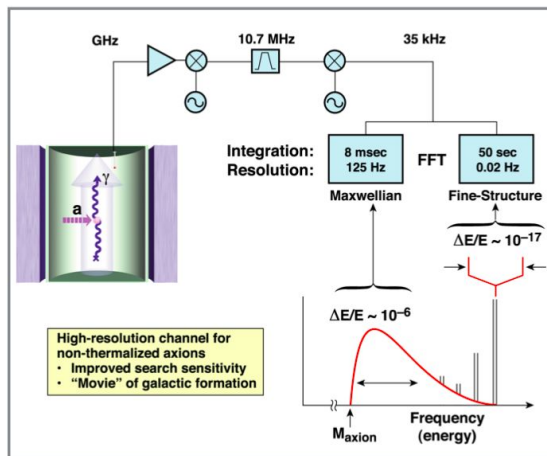 GHz
10.7 MHz
35 kHz
Integration:
Resolution:
8 msec
125 Hz
FFT
50 sec
0.02 Hz
Maxwellian
Fine-Structure
γ
a
ΔE/E ~ 10⁻¹⁷
ΔE/E ~ 10⁻⁶
High-resolution channel for
non-thermalized axions
• Improved search sensitivity
• “Movie” of galactic formation
Maxion
Frequency
(energy)